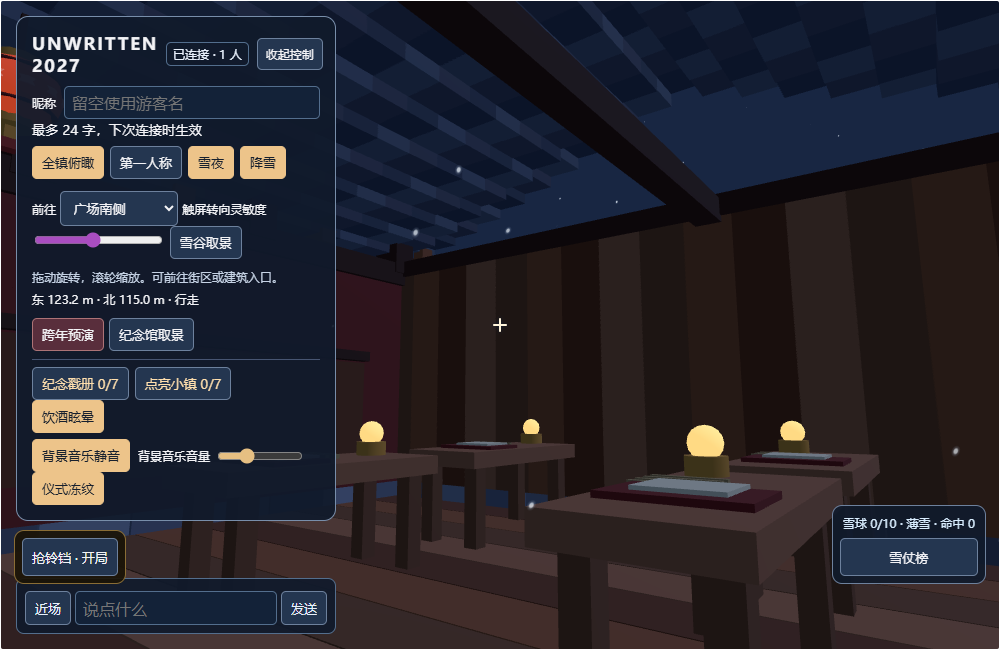 UNWRITTEN
2027
已连接 · 1 人
收起控制
昵称
留空使用游客名
最多 24 字，下次连接时生效
全镇俯瞰
第一人称
雪夜
降雪
前往
广场南侧
触屏转向灵敏度
雪谷取景
拖动旋转，滚轮缩放。可前往街区或建筑入口。
东 123.2 m · 北 115.0 m · 行走
跨年预演
纪念馆取景
纪念戳册 0/7
点亮小镇 0/7
饮酒眩晕
背景音乐静音
背景音乐音量
仪式冻纹
抢铃铛 · 开局
近场
说点什么
发送
雪球 0/10 · 薄雪 · 命中 0
雪仗榜